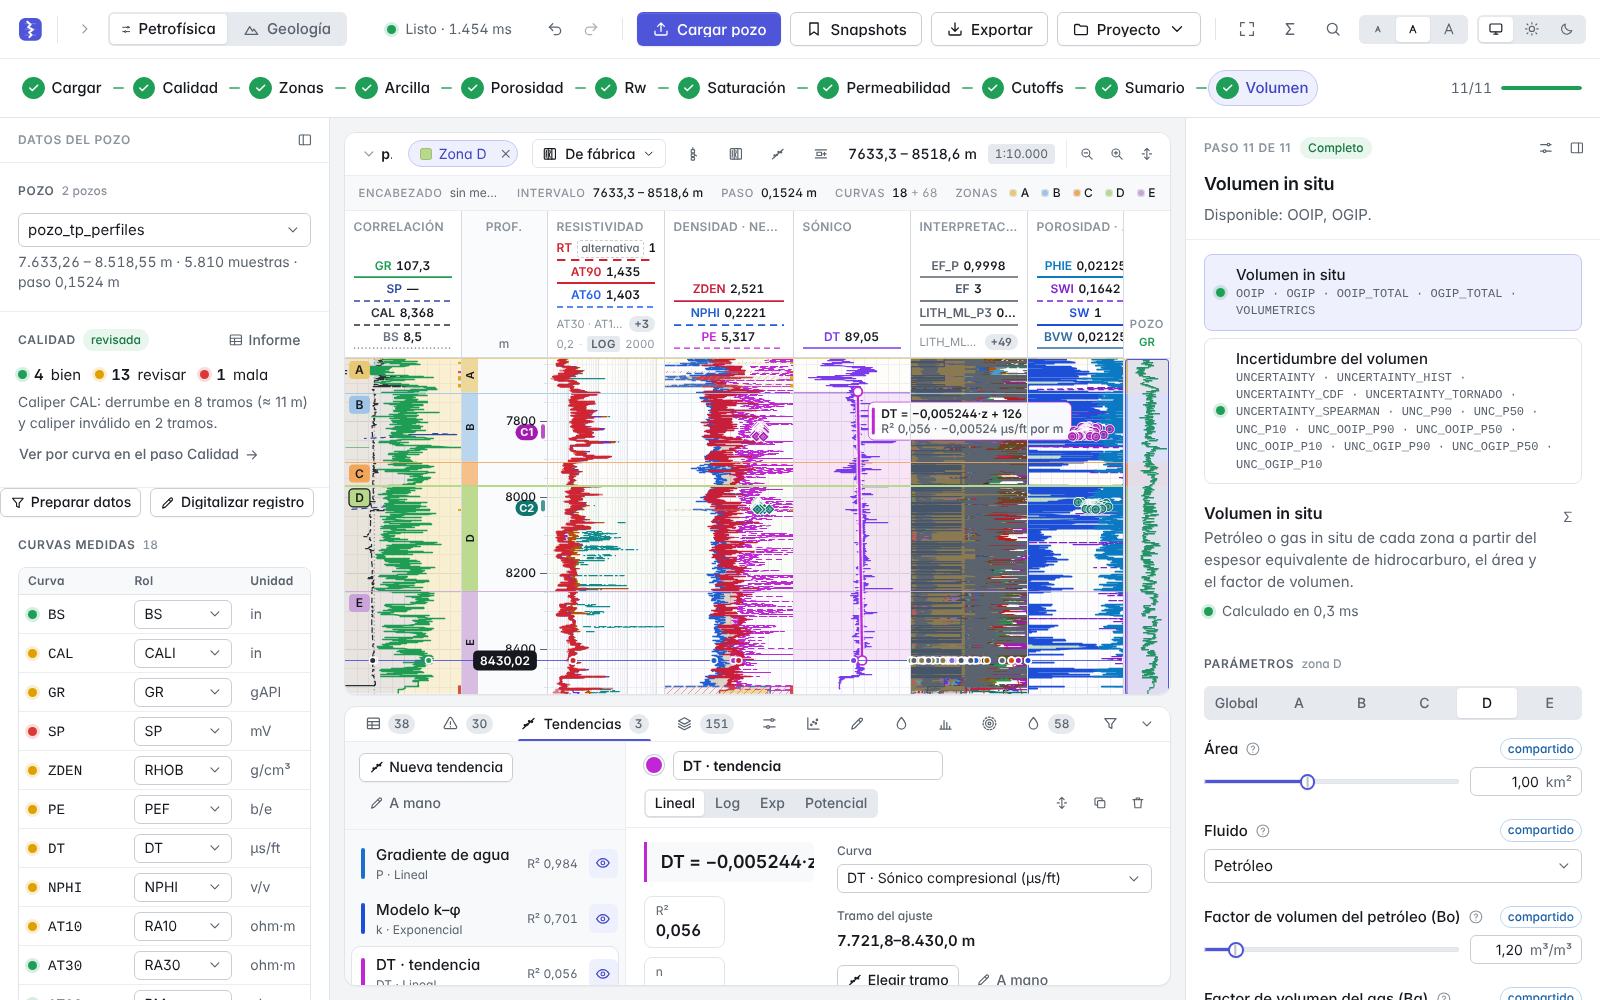 Petrofísica
Geología
Listo · 1.454 ms
Cargar pozo
Snapshots
Exportar
Proyecto
Σ
A
A
A
Cargar
Calidad
Zonas
Arcilla
Porosidad
Rw
Saturación
Permeabilidad
Cutoffs
Sumario
Volumen
11/11
DATOS DEL POZO
POZO 2 pozos
pozo_tp_perfiles
7.633,26 – 8.518,55 m · 5.810 muestras ·
paso 0,1524 m
CALIDAD revisada
Informe
4 bien 13 revisar 1 mala
Caliper CAL: derrumbe en 8 tramos (≈ 11 m)
y caliper inválido en 2 tramos.
Ver por curva en el paso Calidad →
Preparar datos
Digitalizar registro
CURVAS MEDIDAS 18
Curva Rol Unidad
BS BS in
CAL CALI in
GR GR gAPI
SP SP mV
ZDEN RHOB g/cm³
PE PEF b/e
DT DT µs/ft
NPHI NPHI v/v
AT10 RA10 ohm·m
AT30 RA30 ohm·m
p.
Zona D ×
De fábrica
7633,3 – 8518,6 m
1:10.000
ENCABEZADO sin me...
INTERVALO 7633,3 – 8518,6 m
PASO 0,1524 m
CURVAS 18 + 68
ZONAS A B C D E
CORRELACIÓN
GR 107,3
SP —
CAL 8,368
BS 8,5
PROF.
m
RESISTIVIDAD
RT alternativa 1
AT90 1,435
AT60 1,403
AT30 · AT1... +3
0,2 · LOG 2000
DENSIDAD · NE...
ZDEN 2,521
NPHI 0,2221
PE 5,317
SÓNICO
DT 89,05
INTERPRETAC...
EF_P 0,9998
EF 3
LITH_ML_P3 0...
LITH_ML... +49
POROSIDAD ·
PHIE 0,02125
SWI 0,1642
SW 1
BVW 0,02125
POZO
GR
A
B
C
D
E
A
B
D
E
7800
C1
8000
C2
8200
8400
8430,02
DT = −0,005244·z + 126
R² 0,056 · −0,00524 µs/ft por m
38
30
Tendencias 3
151
58
Nueva tendencia
A mano
Gradiente de agua
P · Lineal
R² 0,984
Modelo k–φ
k · Exponencial
R² 0,701
DT · tendencia
DT · Lineal
R² 0,056
DT · tendencia
Lineal Log Exp Potencial
DT = −0,005244·z
R²
0,056
n
Curva
DT · Sónico compresional (µs/ft)
Tramo del ajuste
7.721,8–8.430,0 m
Elegir tramo
A mano
PASO 11 DE 11 Completo
Volumen in situ
Disponible: OOIP, OGIP.
Volumen in situ
OOIP · OGIP · OOIP_TOTAL · OGIP_TOTAL ·
VOLUMETRICS
Incertidumbre del volumen
UNCERTAINTY · UNCERTAINTY_HIST ·
UNCERTAINTY_CDF · UNCERTAINTY_TORNADO ·
UNCERTAINTY_SPEARMAN · UNC_P90 · UNC_P50 ·
UNC_P10 · UNC_OOIP_P90 · UNC_OOIP_P50 ·
UNC_OOIP_P10 · UNC_OGIP_P90 · UNC_OGIP_P50 ·
UNC_OGIP_P10
Volumen in situ
Σ
Petróleo o gas in situ de cada zona a partir del
espesor equivalente de hidrocarburo, el área y
el factor de volumen.
Calculado en 0,3 ms
PARÁMETROS zona D
Global A B C D E
Área ? compartido
1,00 km²
Fluido ? compartido
Petróleo
Factor de volumen del petróleo (Bo) ? compartido
1,20 m³/m³
Factor de volumen del gas (Bg) ? compartido